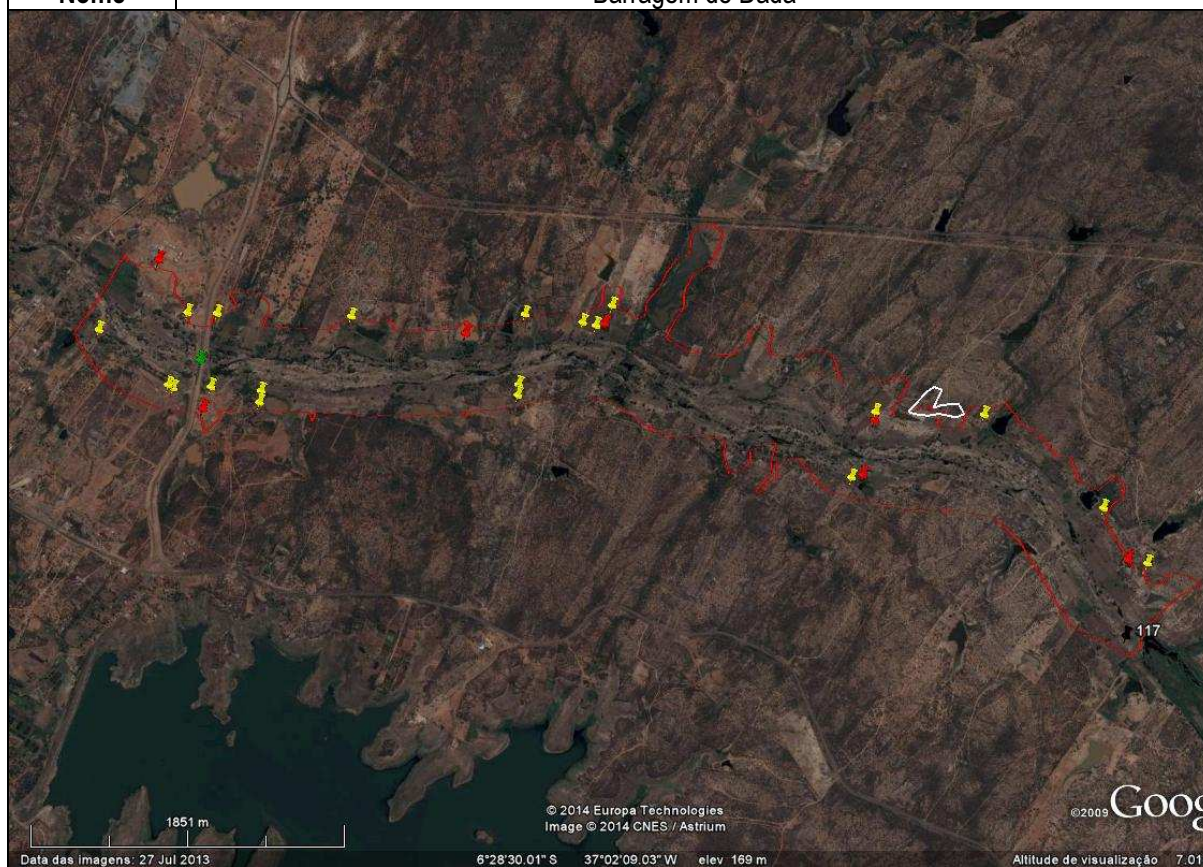 Nome
Barragem do Dada
117
1851 m
© 2014 Europa Technologies
Image © 2014 CNES / Astrium
©2009 Goog
Data das imagens: 27 Jul 2013
6°28'30.01" S 37°02'09.03" W elev 169 m
Altitude de visualização